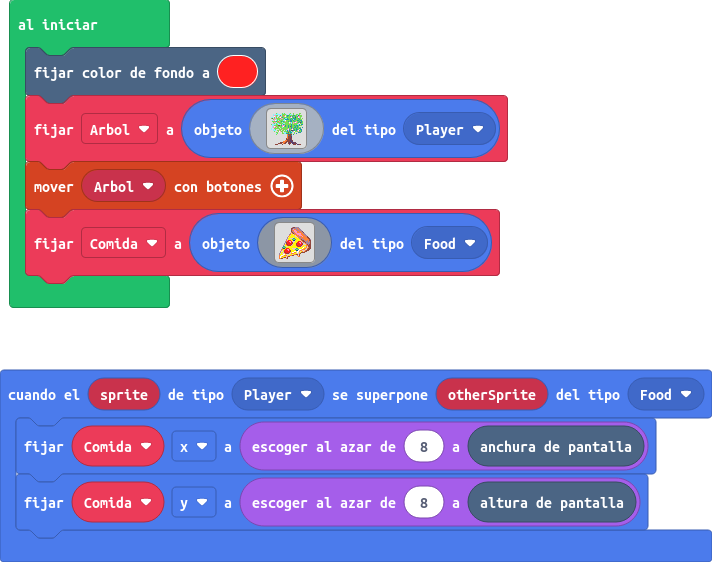 al iniciar
fijar color de fondo a
fijar Arbol a objeto del tipo Player
mover Arbol con botones
fijar Comida a objeto del tipo Food
cuando el sprite de tipo Player se superpone otherSprite del tipo Food
fijar Comida x a escoger al azar de 8 a anchura de pantalla
fijar Comida y a escoger al azar de 8 a altura de pantalla